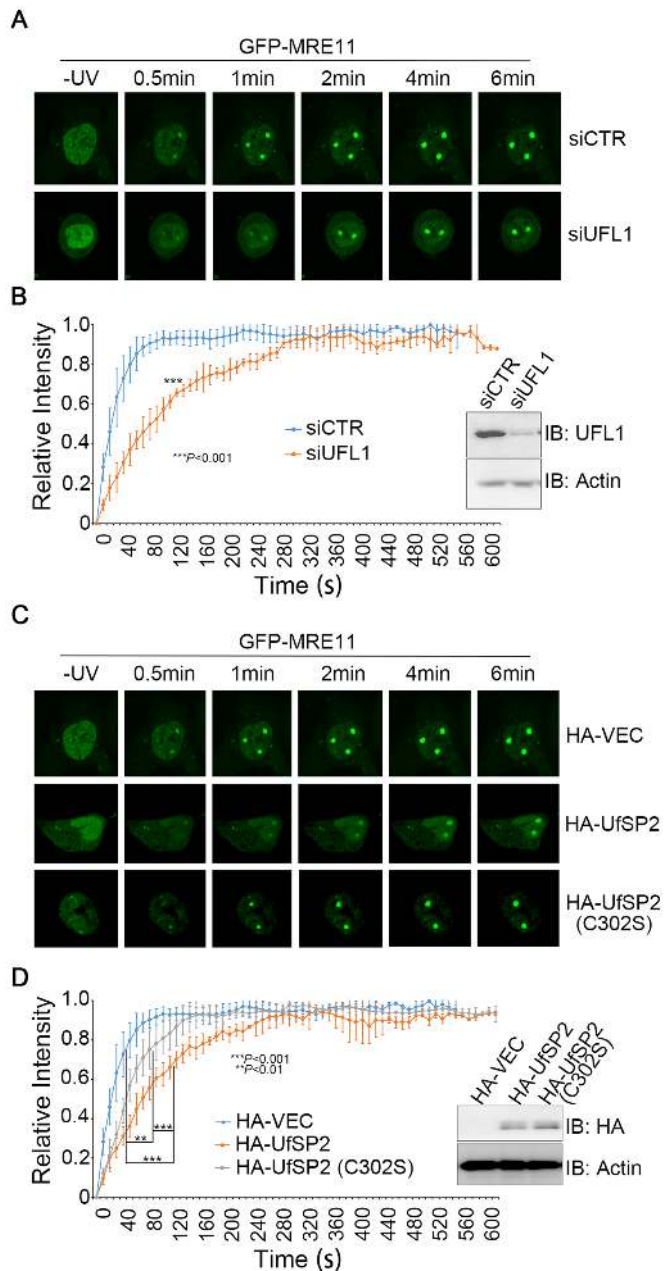 A
GFP-MRE11
-UV 0.5min 1min 2min 4min 6min
siCTR
siUFL1
B
Relative Intensity
1.0
0.8
0.6
0.4
0.2
0
***
***P<0.001
siCTR
siUFL1
0 40 80 120 160 200 240 280 320 360 400 440 480 520 560 600
Time (s)
siCTR siUFL1
IB: UFL1
IB: Actin
C
GFP-MRE11
-UV 0.5min 1min 2min 4min 6min
HA-VEC
HA-UfSP2
HA-UfSP2
(C302S)
D
Relative Intensity
1.0
0.8
0.6
0.4
0.2
0
***P<0.001
**P<0.01
** ***
***
HA-VEC
HA-UfSP2
HA-UfSP2 (C302S)
0 40 80 120 160 200 240 280 320 360 400 440 480 520 560 600
Time (s)
HA-VEC
HA-UfSP2
HA-UfSP2
(C302S)
IB: HA
IB: Actin